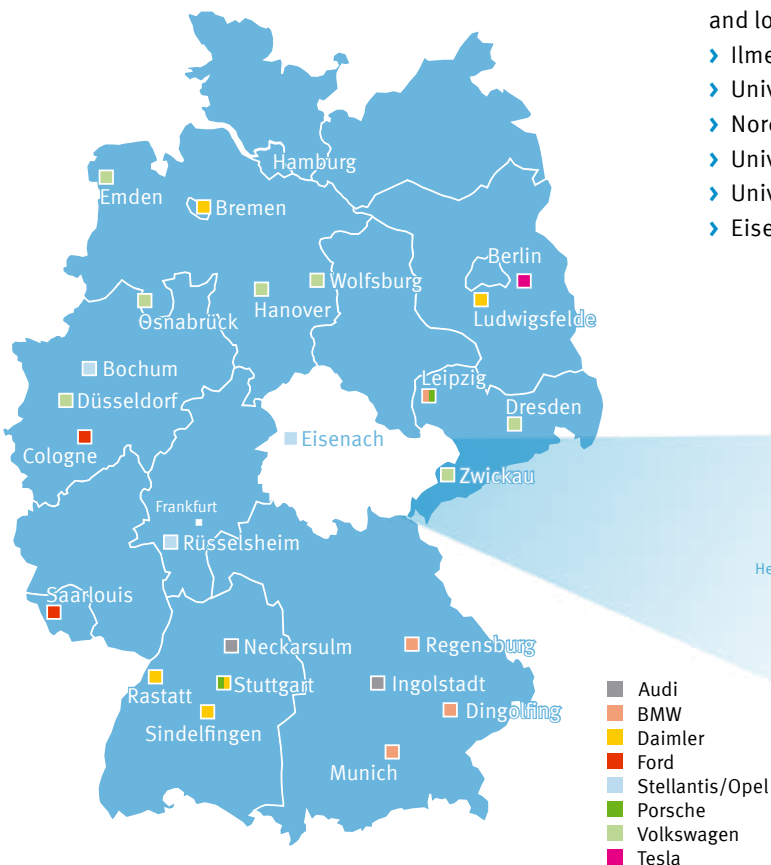 and lo
› Ilme
› Univ
› Nord
› Univ
› Univ
› Eise
Hamburg
Emden
Bremen
Berlin
Wolfsburg
Hanover
Osnabrück
Ludwigsfelde
Bochum
Leipzig
Düsseldorf
Dresden
Eisenach
Cologne
Zwickau
Frankfurt
Rüsselsheim
He
Saarlouis
Neckarsulm
Regensburg
Stuttgart
Ingolstadt
Rastatt
Dingolfing
Sindelfingen
Munich
Audi
BMW
Daimler
Ford
Stellantis/Opel
Porsche
Volkswagen
Tesla